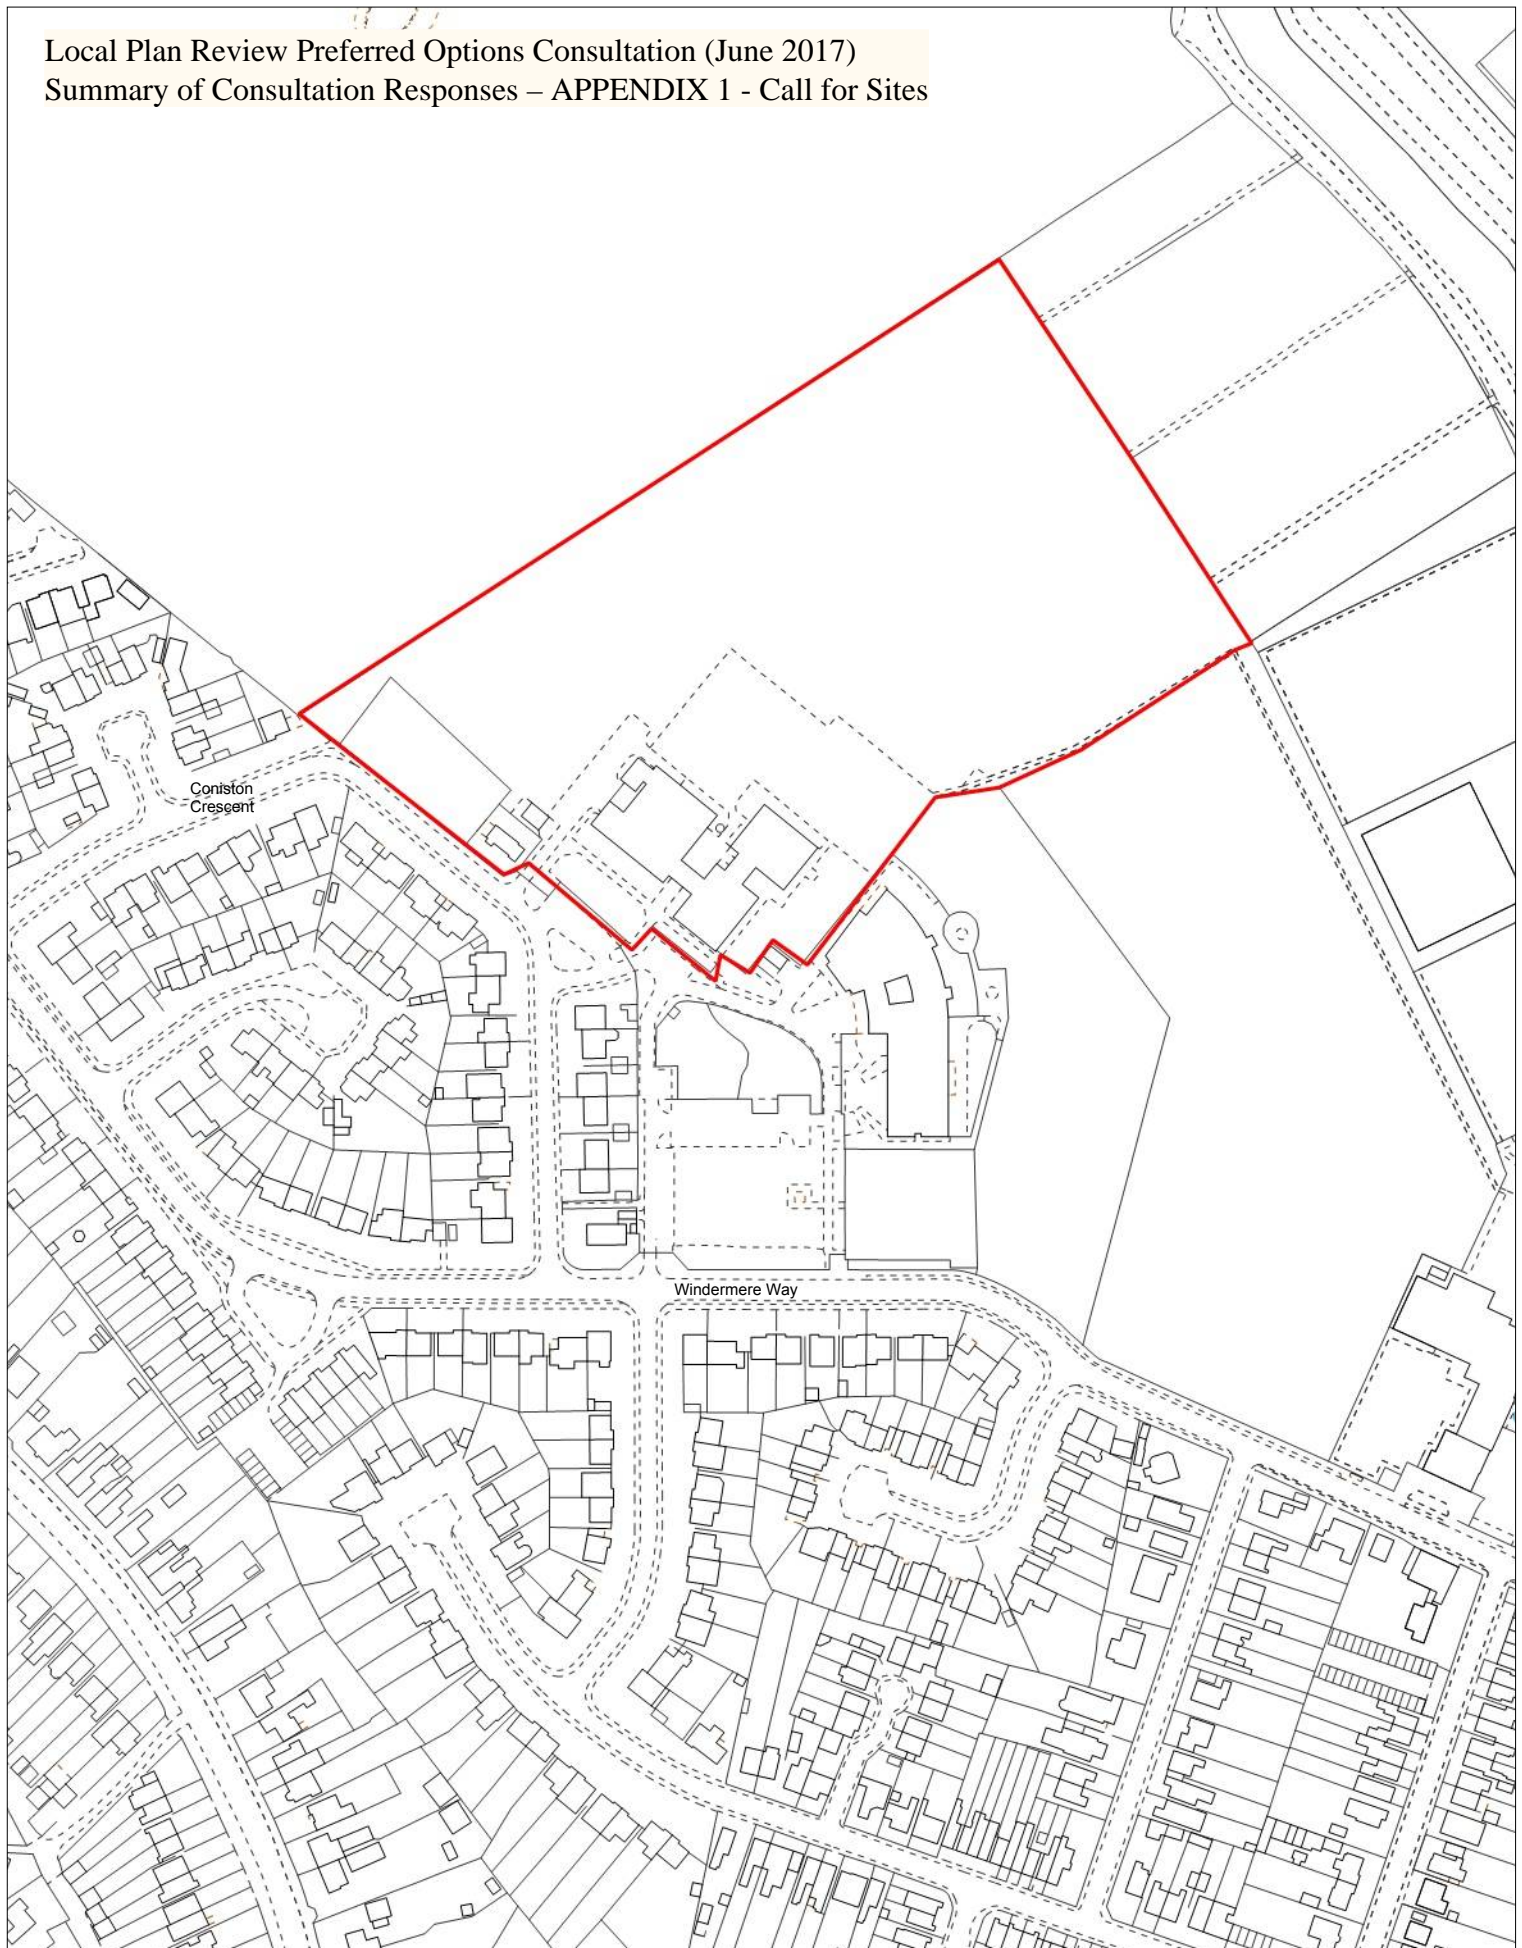 Local Plan Review Preferred Options Consultation (June 2017)
Summary of Consultation Responses – APPENDIX 1 - Call for Sites
Coniston
Crescent
Windermere Way